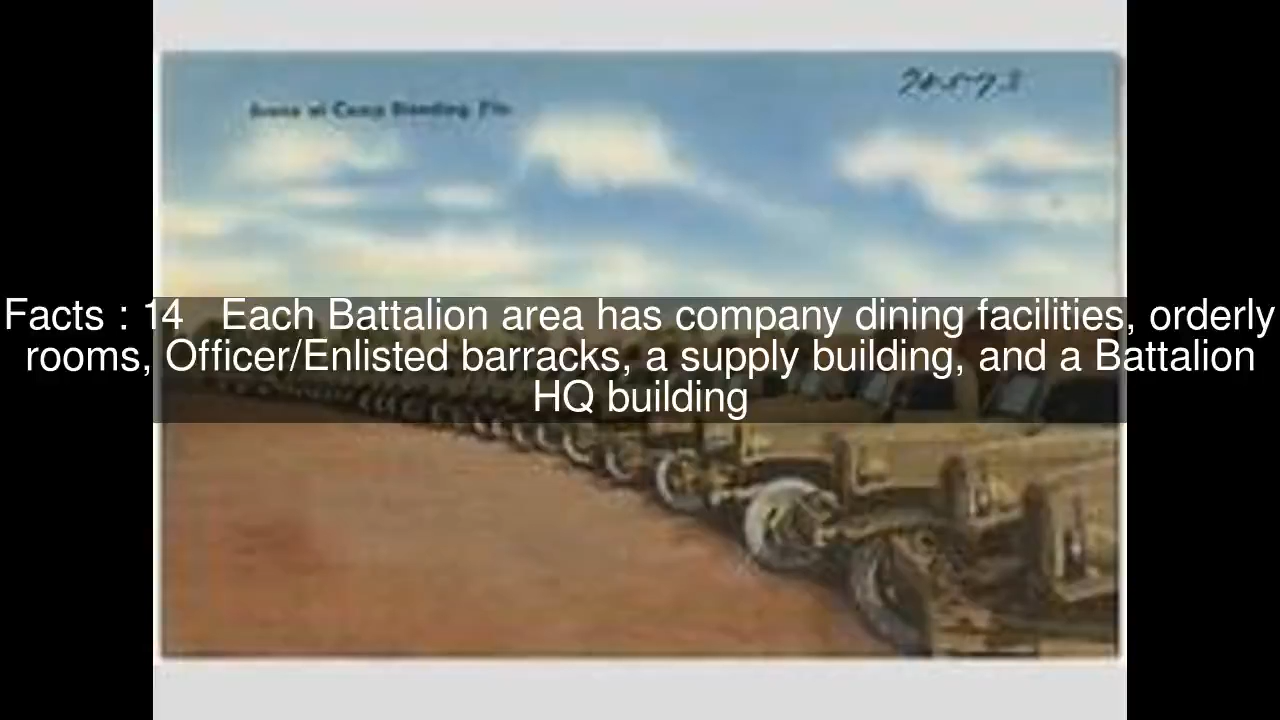 Scene at Camp Blanding, Fla.
Facts : 14 Each Battalion area has company dining facilities, orderly
rooms, Officer/Enlisted barracks, a supply building, and a Battalion
HQ building